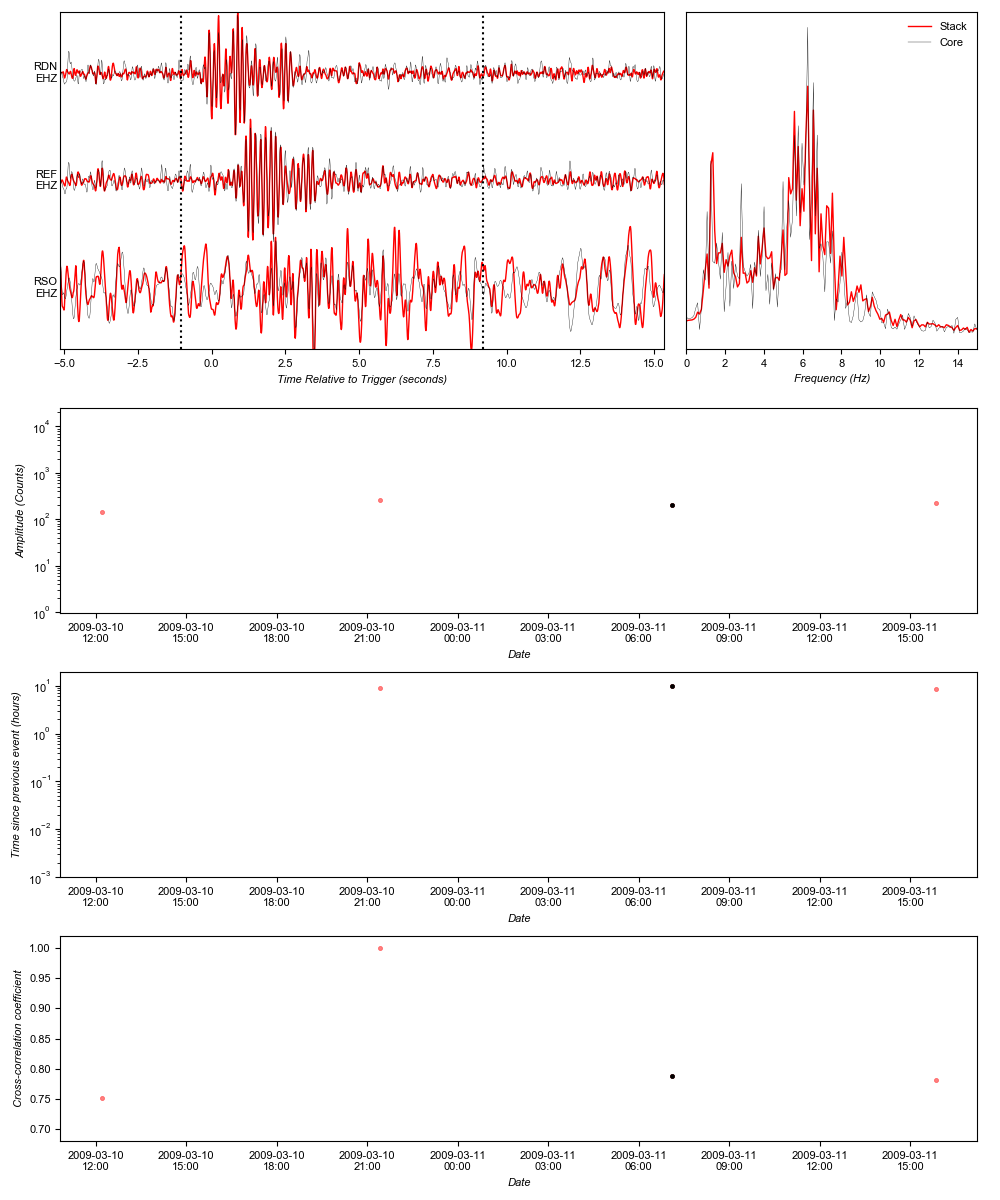 RDN
EHZ
REF
EHZ
RSO
EHZ
−5.0 −2.5 0.0 2.5 5.0 7.5 10.0 12.5 15.0
Time Relative to Trigger (seconds)
Stack
Core
0 2 4 6 8 10 12 14
Frequency (Hz)
10^4
10^3
10^2
10^1
10^0
Amplitude (Counts)
2009-03-10 2009-03-10 2009-03-10 2009-03-10 2009-03-11 2009-03-11 2009-03-11 2009-03-11 2009-03-11 2009-03-11
12:00 15:00 18:00 21:00 00:00 03:00 06:00 09:00 12:00 15:00
Date
10^1
10^0
10^−1
10^−2
10^−3
Time since previous event (hours)
2009-03-10 2009-03-10 2009-03-10 2009-03-10 2009-03-11 2009-03-11 2009-03-11 2009-03-11 2009-03-11 2009-03-11
12:00 15:00 18:00 21:00 00:00 03:00 06:00 09:00 12:00 15:00
Date
1.00
0.95
0.90
0.85
0.80
0.75
0.70
Cross-correlation coefficient
2009-03-10 2009-03-10 2009-03-10 2009-03-10 2009-03-11 2009-03-11 2009-03-11 2009-03-11 2009-03-11 2009-03-11
12:00 15:00 18:00 21:00 00:00 03:00 06:00 09:00 12:00 15:00
Date